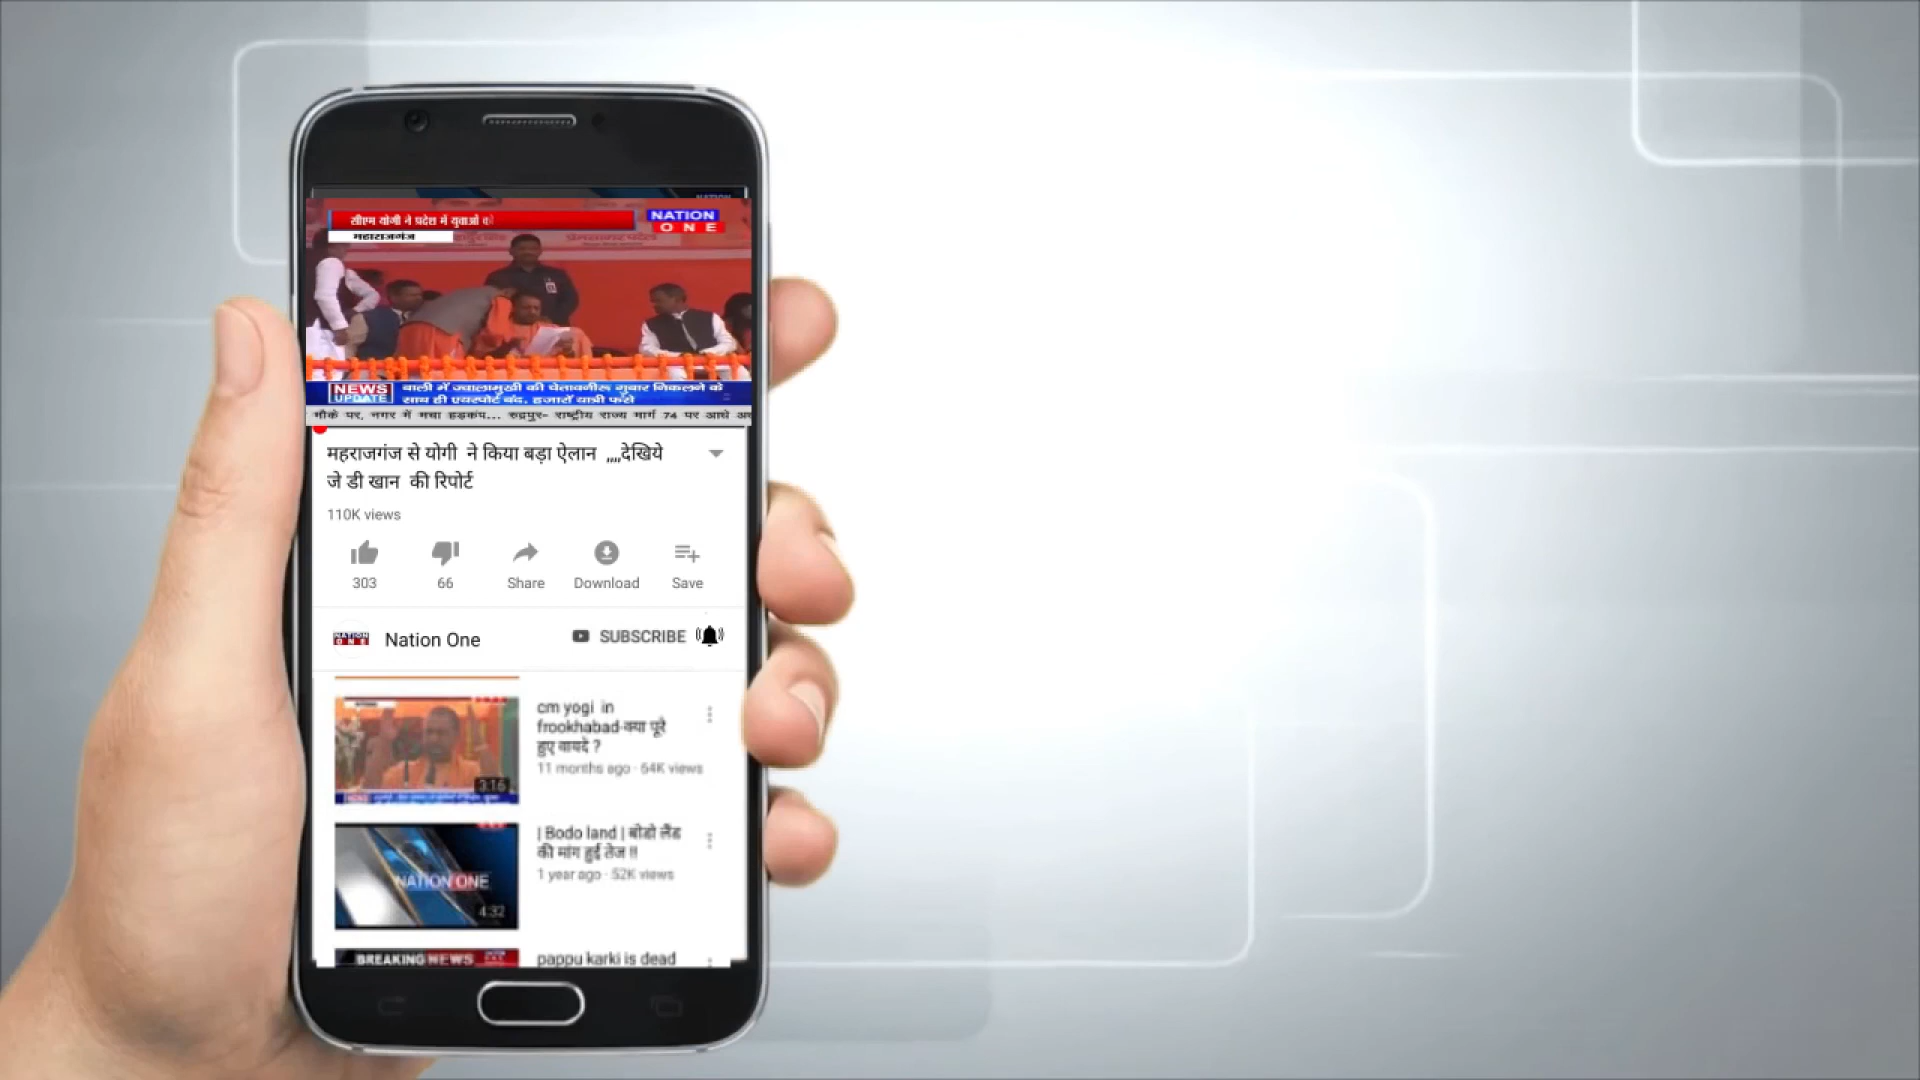 सीएम योगी ने प्रदेश में युवाओं को
NATION
O N E
महाराजगंज
NEWS
UPDATE
बाली में ज्वालामुखी की चेतावनी गुबार निकलने के
साथ ही एयरपोर्ट बंद, हजारों यात्री फंसे
मौके पर, नगर में मचा हड़कंप... रुद्रपुर- राष्ट्रीय राज्य मार्ग 74 पर आधे
महराजगंज से योगी ने किया बड़ा ऐलान ,,,,देखिये
जे डी खान की रिपोर्ट
110K views
303
66
Share
Download
Save
NATION
ONE
Nation One
SUBSCRIBE
cm yogi in
frookhabad-क्या पूरे
हुए वायदे ?
11 months ago · 64K views
3:16
| Bodo land | बोडो लैंड
की मांग हुई तेज !!
1 year ago · 52K views
NATION ONE
4:32
BREAKING NEWS
pappu karki is dead